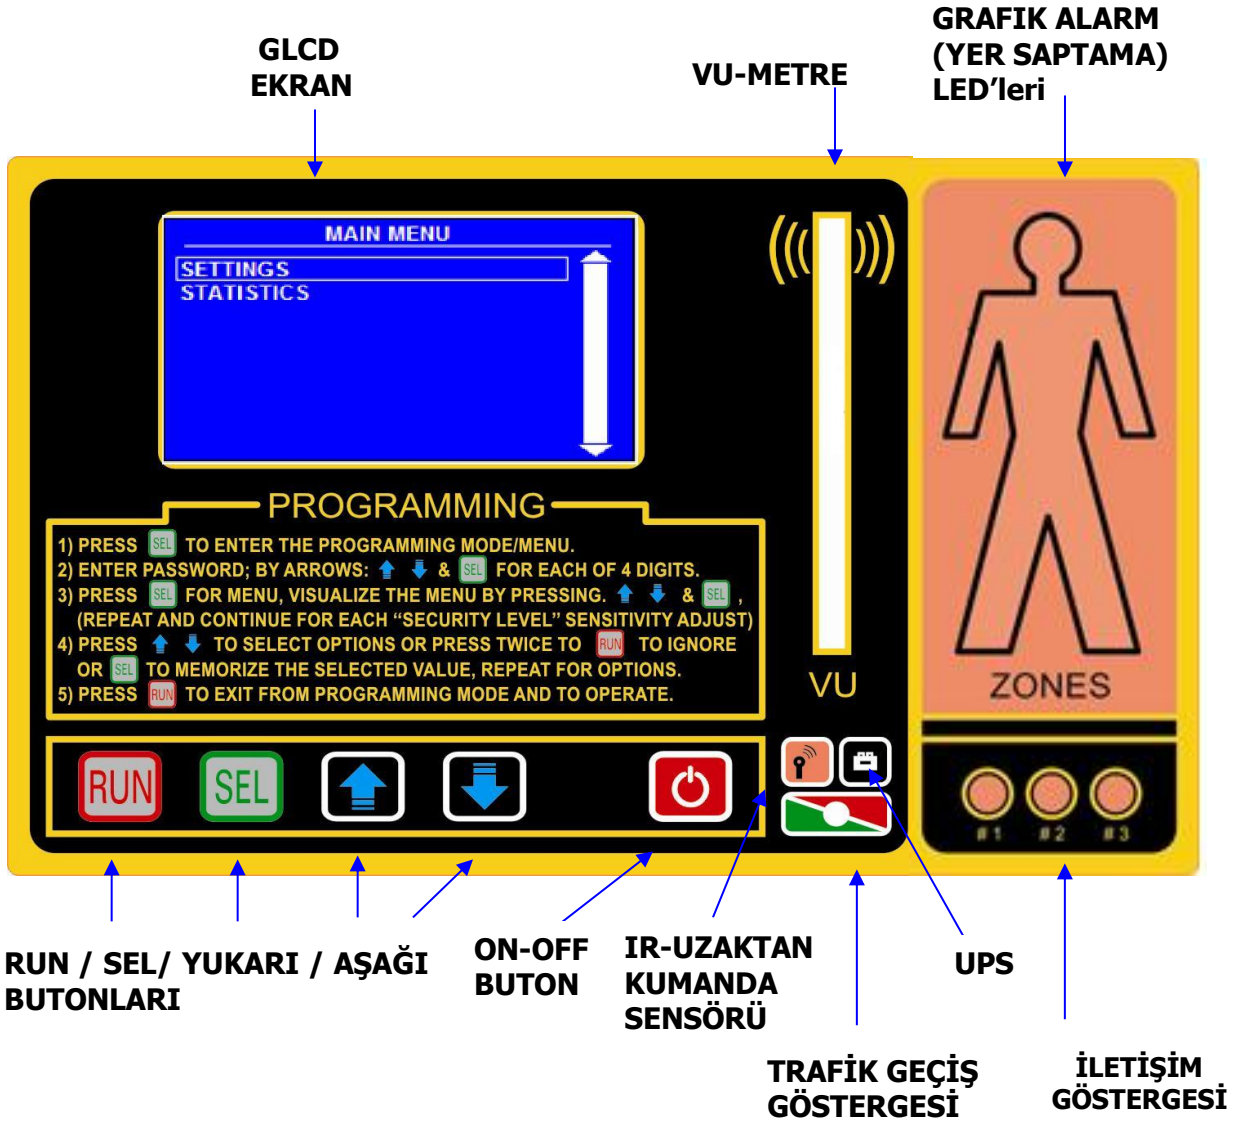 GLCD
EKRAN
VU-METRE
GRAFIK ALARM
(YER SAPTAMA)
LED’leri
MAIN MENU
SETTINGS
STATISTICS
PROGRAMMING
1) PRESS SEL TO ENTER THE PROGRAMMING MODE/MENU.
2) ENTER PASSWORD; BY ARROWS: & SEL FOR EACH OF 4 DIGITS.
3) PRESS SEL FOR MENU, VISUALIZE THE MENU BY PRESSING. & SEL ,
(REPEAT AND CONTINUE FOR EACH “SECURITY LEVEL” SENSITIVITY ADJUST)
4) PRESS TO SELECT OPTIONS OR PRESS TWICE TO RUN TO IGNORE
OR SEL TO MEMORIZE THE SELECTED VALUE, REPEAT FOR OPTIONS.
5) PRESS RUN TO EXIT FROM PROGRAMMING MODE AND TO OPERATE.
VU
ZONES
RUN SEL
#1 #2 #3
RUN / SEL/ YUKARI / AŞAĞI
BUTONLARI
ON-OFF
BUTON
IR-UZAKTAN
KUMANDA
SENSÖRÜ
UPS
TRAFİK GEÇİŞ
GÖSTERGESİ
İLETİŞİM
GÖSTERGESİ